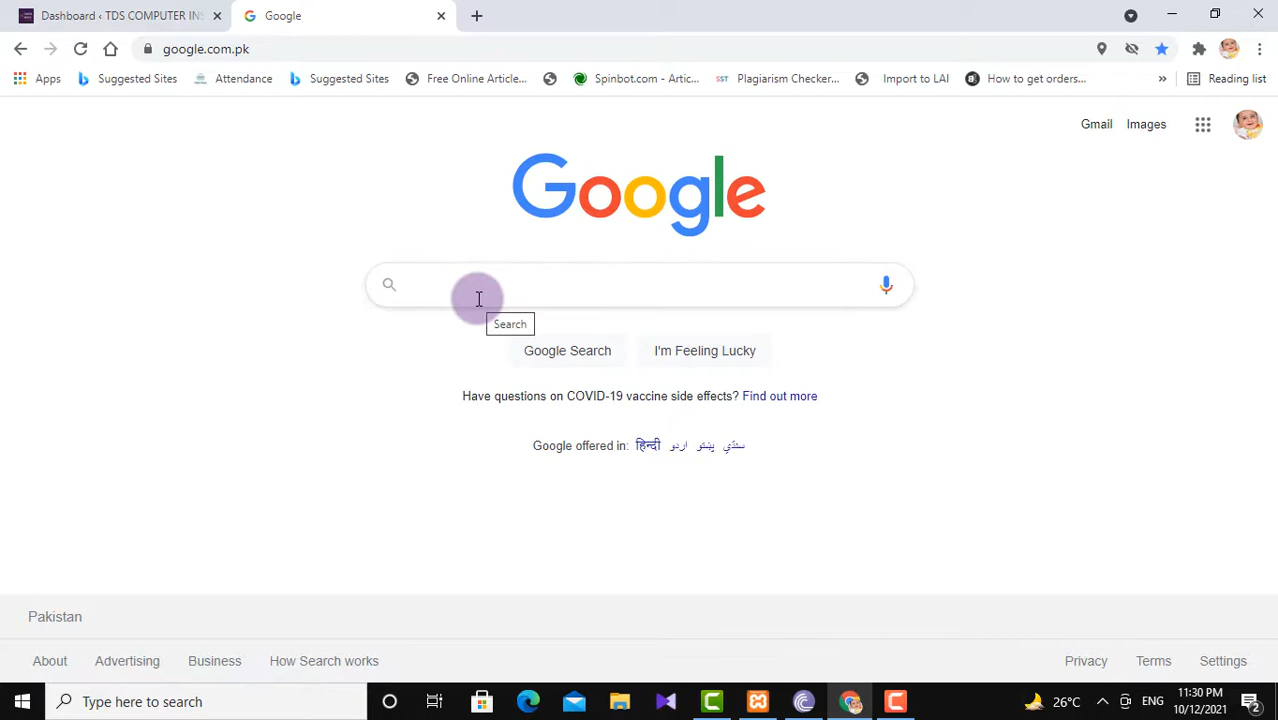 Dashboard ‹ TDS COMPUTER INS
Google
google.com.pk
Apps Suggested Sites Attendance Suggested Sites Free Online Article... Spinbot.com - Artic... SST Plagiarism Checker... Import to LAI How to get orders... » Reading list
Gmail Images
Google
Search
Google Search I'm Feeling Lucky
Have questions on COVID-19 vaccine side effects? Find out more
Google offered in: हिन्दी اردو پښتو سنڌي
Pakistan
About Advertising Business How Search works Privacy Terms Settings
Type here to search 26°C ENG 11:30 PM
10/12/2021 2